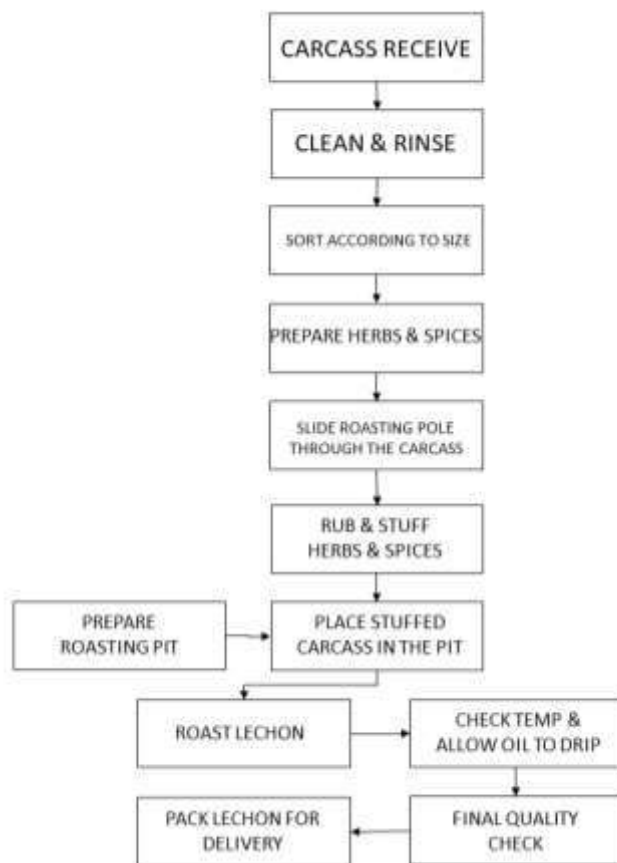 CARCASS RECEIVE
CLEAN & RINSE
SORT ACCORDING TO SIZE
PREPARE HERBS & SPICES
SLIDE ROASTING POLE
THROUGH THE CARCASS
RUB & STUFF
HERBS & SPICES
PREPARE
ROASTING PIT
PLACE STUFFED
CARCASS IN THE PIT
ROAST LECHON
CHECK TEMP &
ALLOW OIL TO DRIP
PACK LECHON FOR
DELIVERY
FINAL QUALITY
CHECK